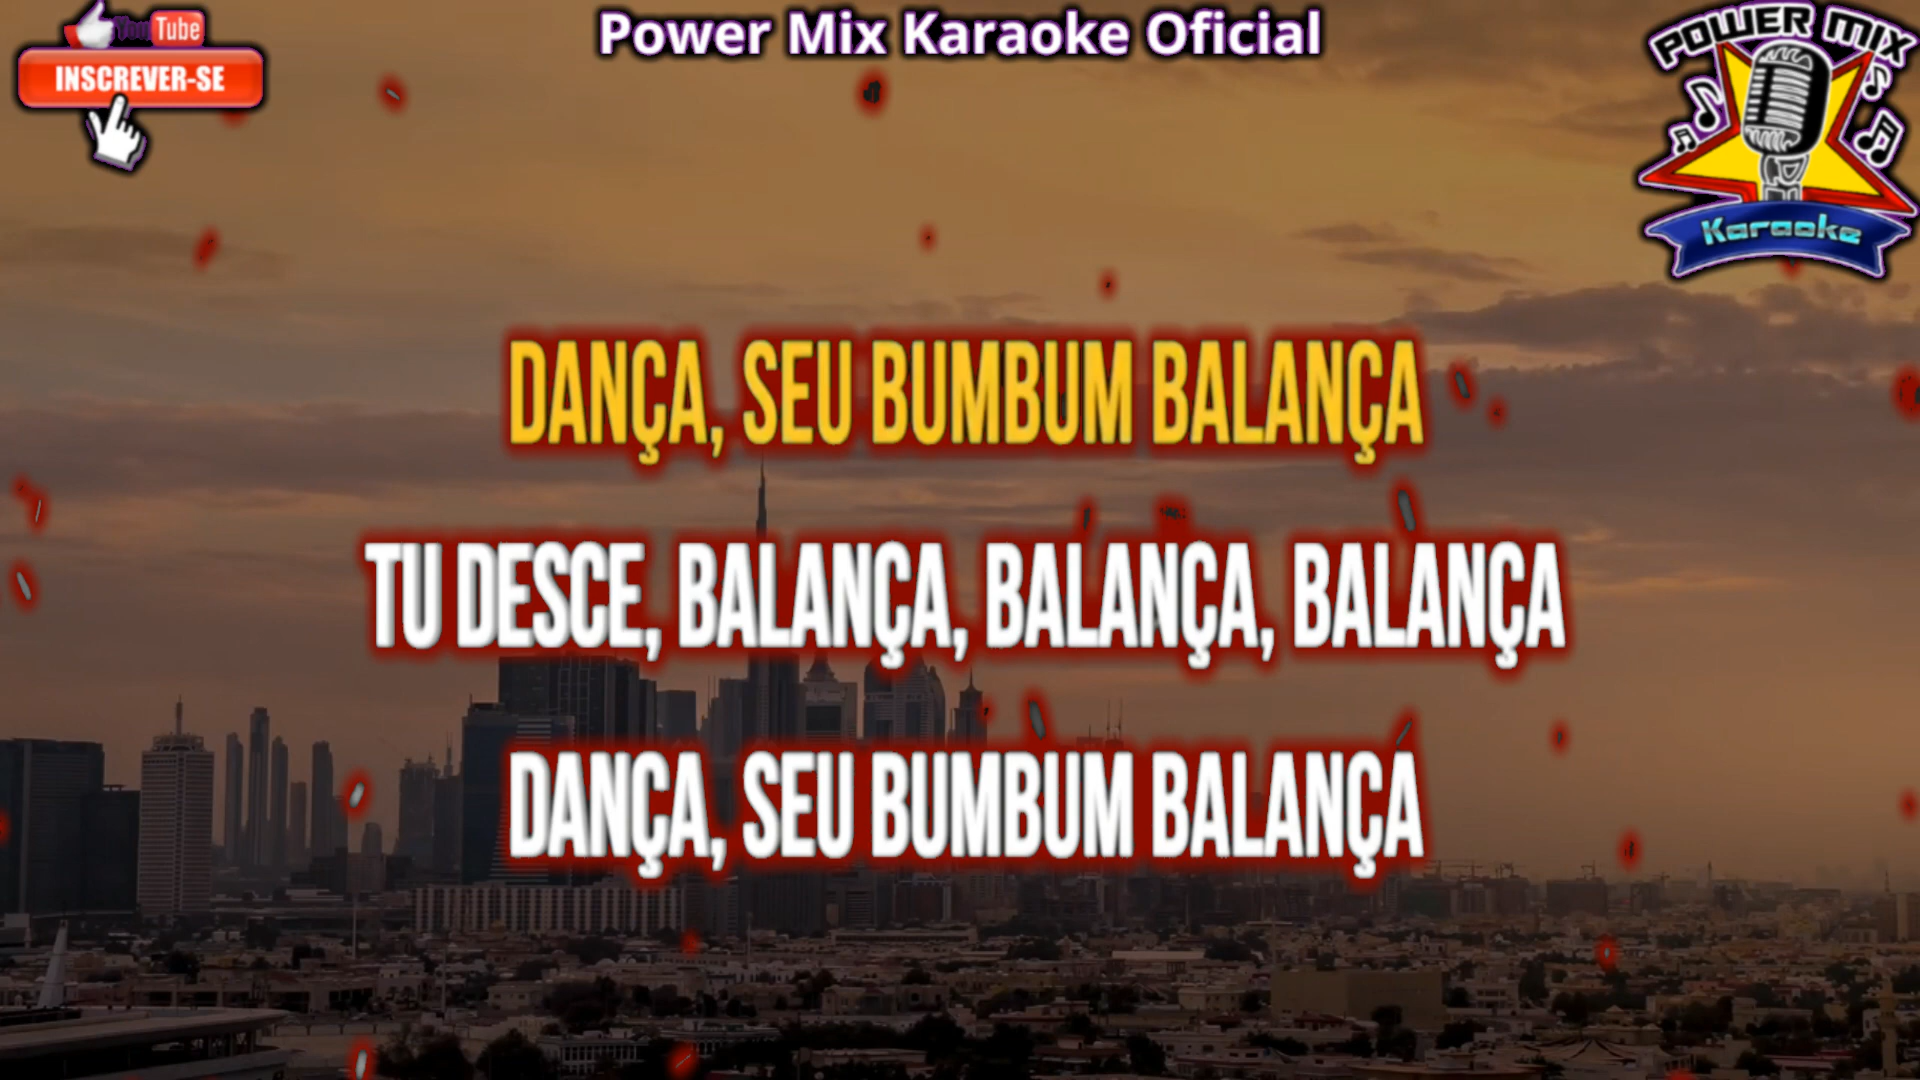 YouTube
INSCREVER-SE
Power Mix Karaoke Oficial
POWER MIX
Karaoke
DANÇA, SEU BUMBUM BALANÇA
TU DESCE, BALANÇA, BALANÇA, BALANÇA
DANÇA, SEU BUMBUM BALANÇA